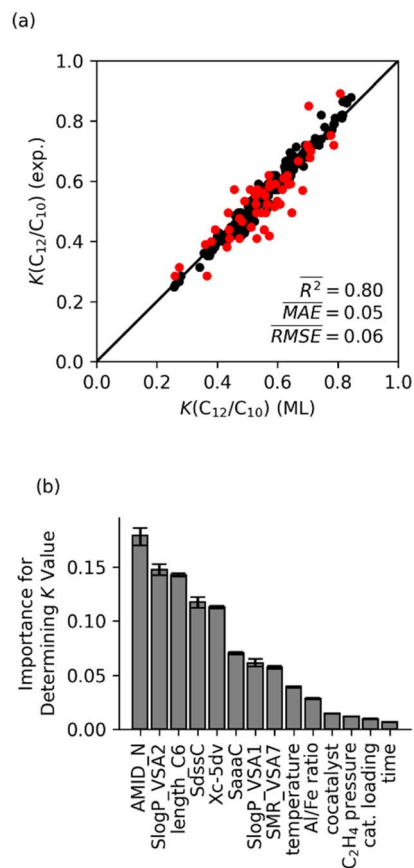 (a)
1.0
0.8
0.6
0.4
0.2
0.0
K(C₁₂/C₁₀) (exp.)
R² = 0.80
MAE = 0.05
RMSE = 0.06
0.0 0.2 0.4 0.6 0.8 1.0
K(C₁₂/C₁₀) (ML)
(b)
Importance for
Determining K Value
0.15
0.10
0.05
0.00
AMID_N
SlogP_VSA2
length_C6
SdssC
Xc-5dv
SaaaC
SlogP_VSA1
SMR_VSA7
temperature
Al/Fe ratio
cocatalyst
C₂H₄ pressure
cat. loading
time